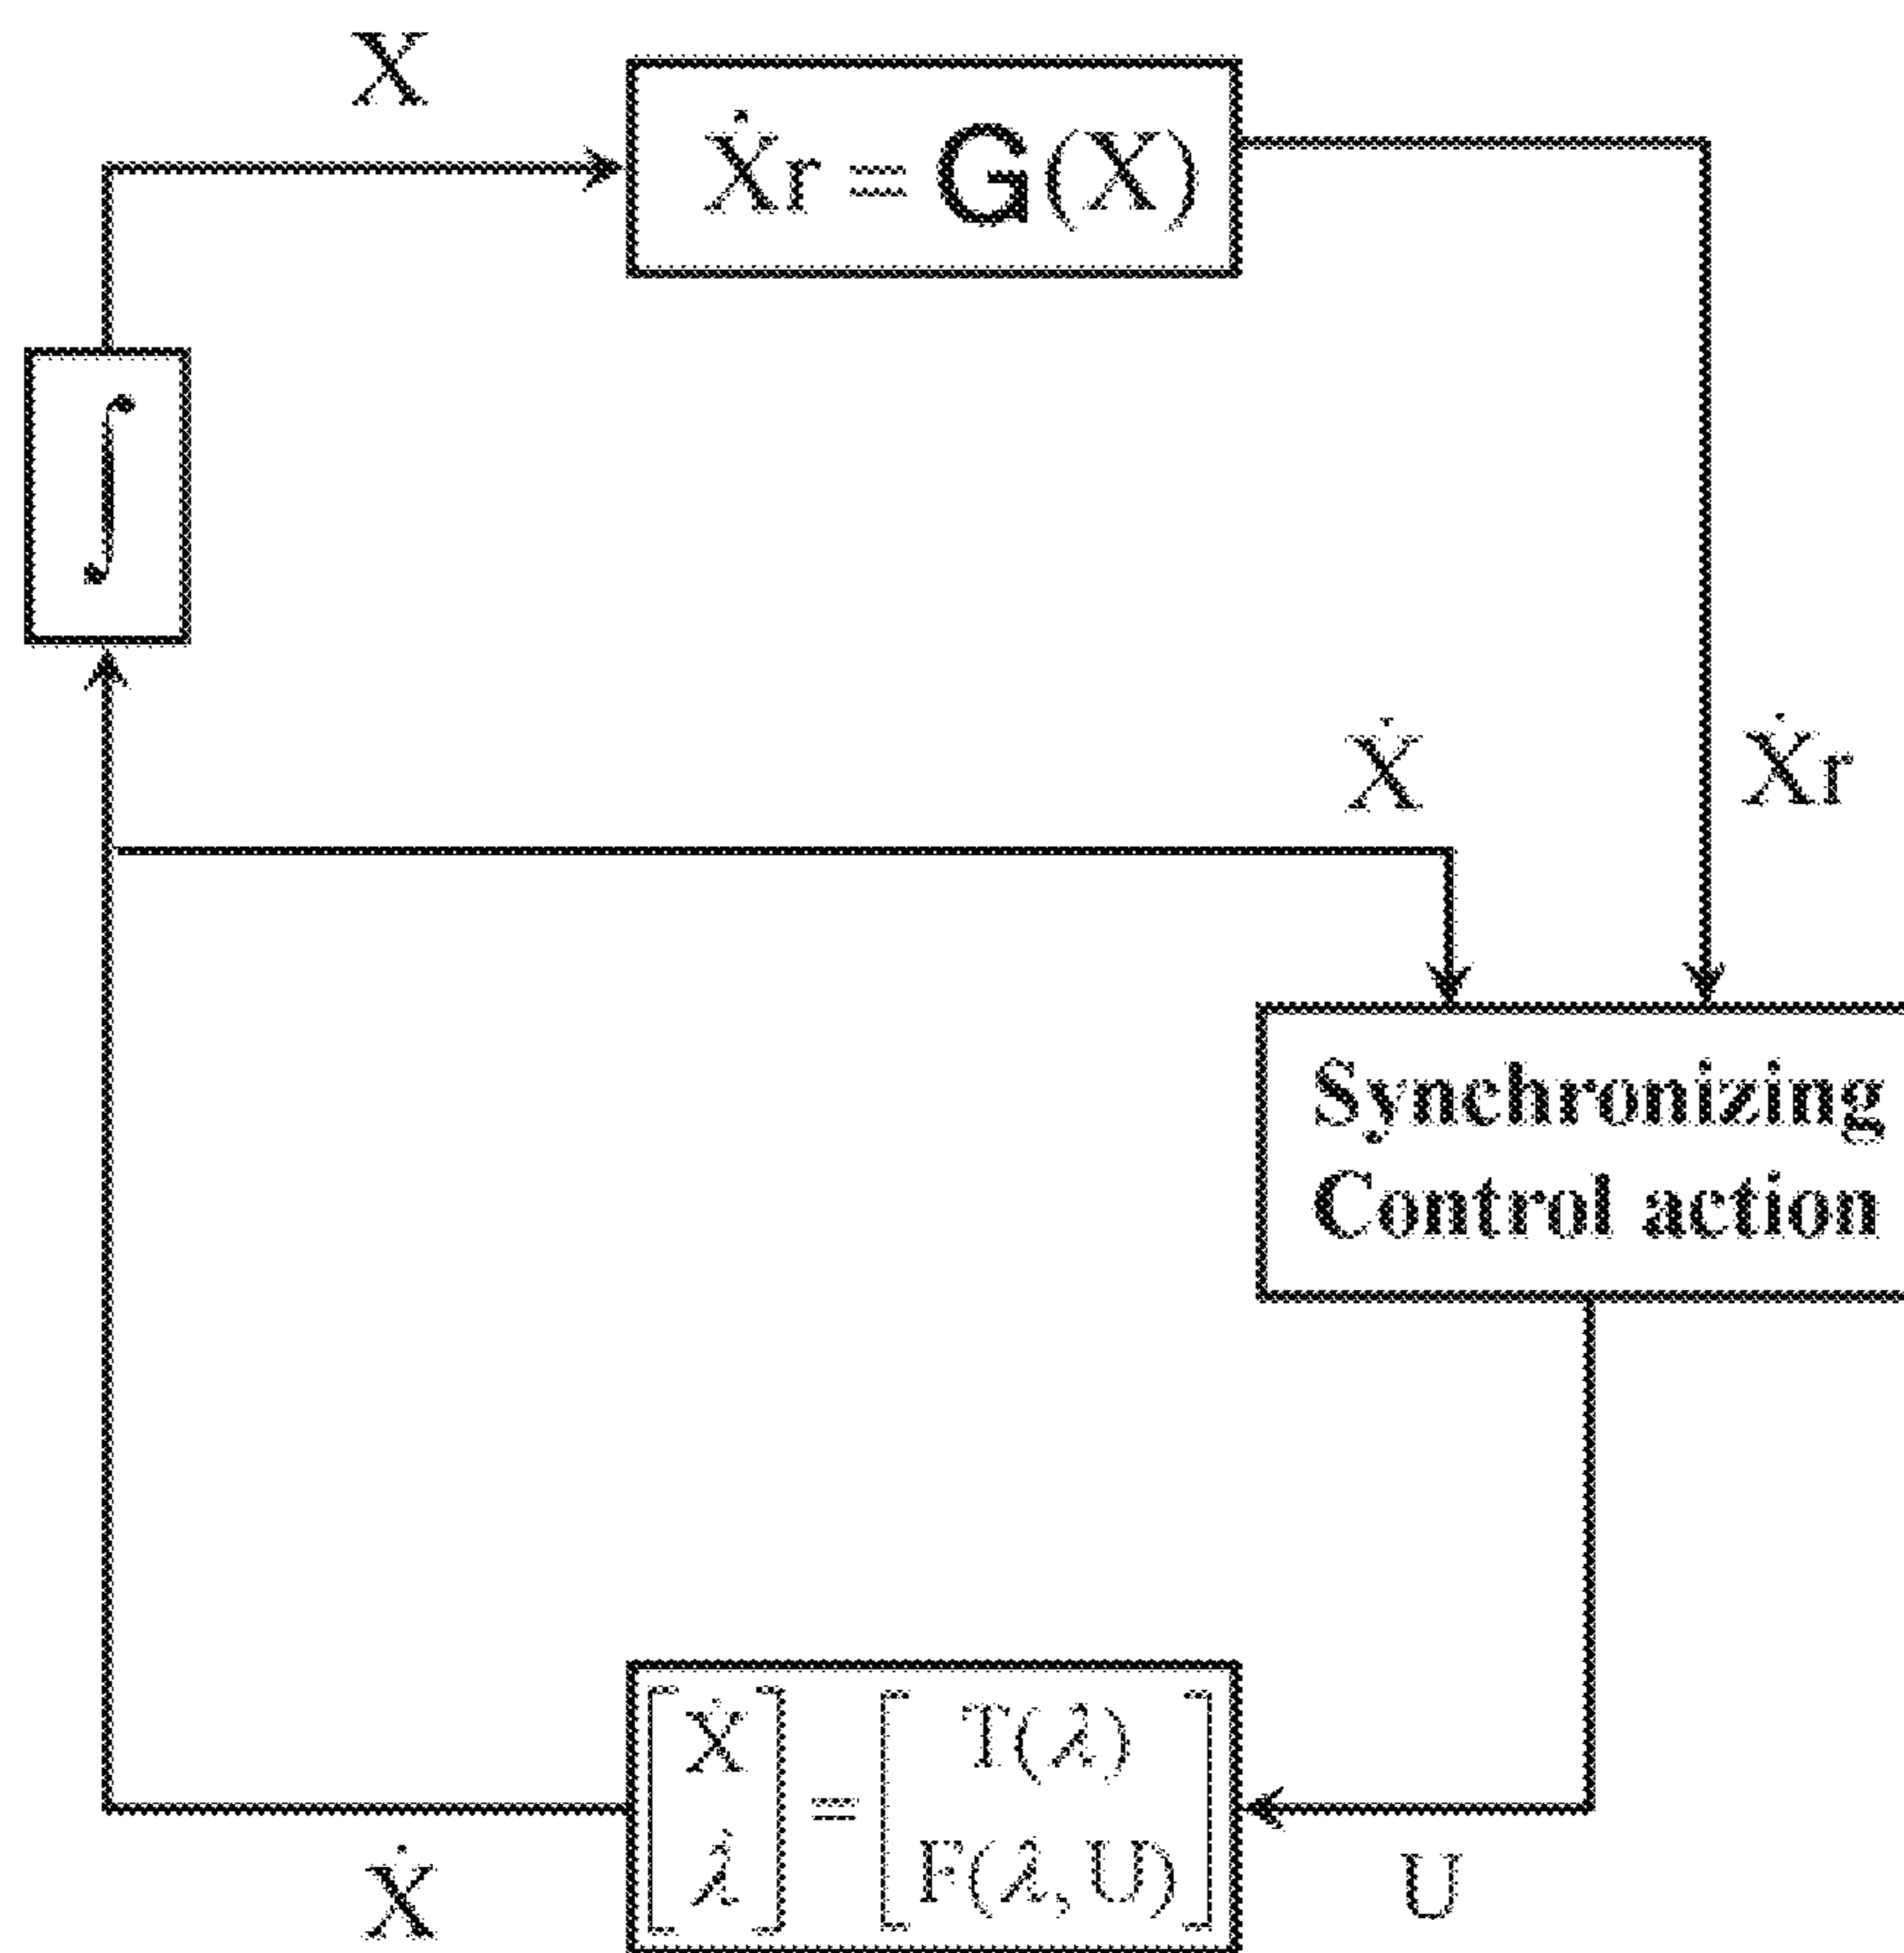 X
Ẋr = G(X)
∫
Ẋ
Ẋr
Synchronizing
Control action
[Ẋ] = [T(λ)]
[λ̇] = [F(λ, U)]
Ẋ
U